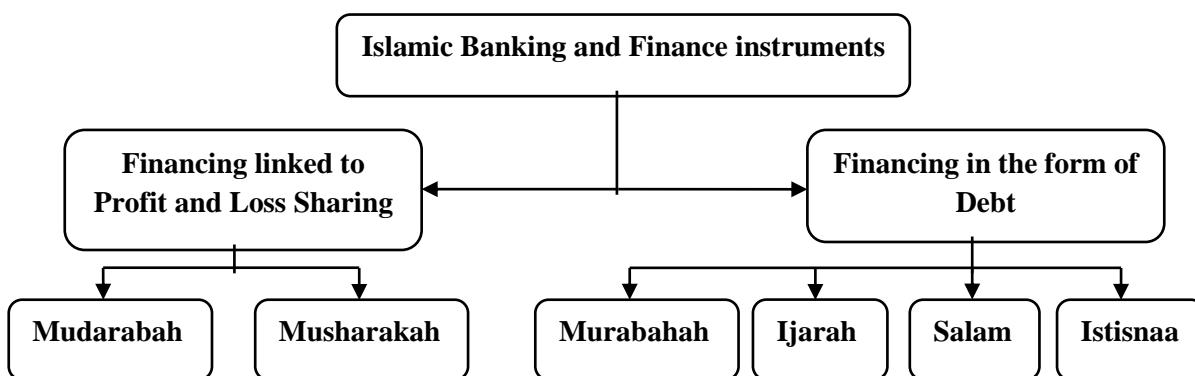 Islamic Banking and Finance instruments
Financing linked to
Profit and Loss Sharing
Financing in the form of
Debt
Mudarabah
Musharakah
Murabahah
Ijarah
Salam
Istisnaa